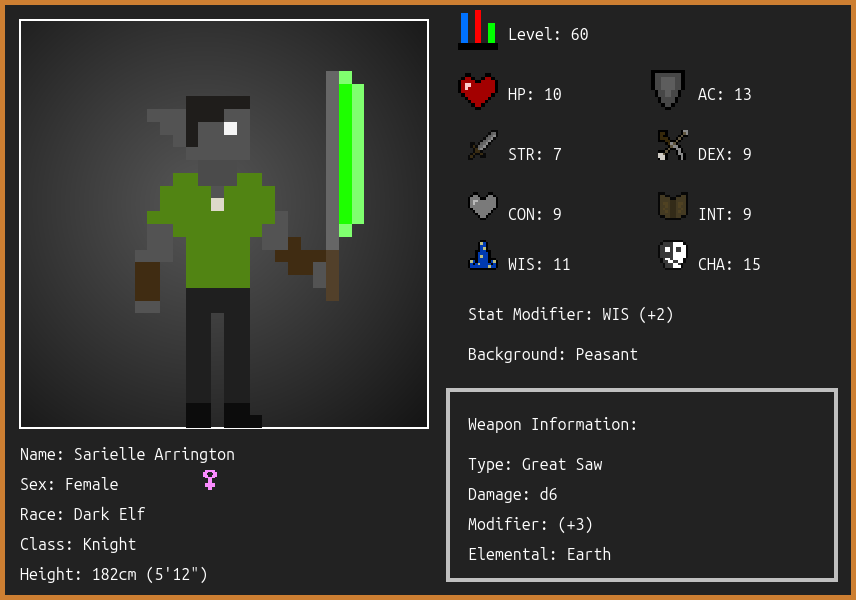 Level: 60
HP: 10
AC: 13
STR: 7
DEX: 9
CON: 9
INT: 9
WIS: 11
CHA: 15
Stat Modifier: WIS (+2)
Background: Peasant
Weapon Information:
Type: Great Saw
Damage: d6
Modifier: (+3)
Elemental: Earth
Name: Sarielle Arrington
Sex: Female
Race: Dark Elf
Class: Knight
Height: 182cm (5'12")